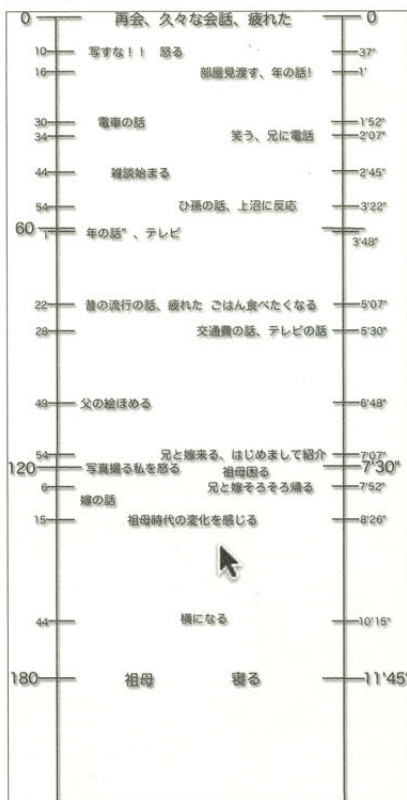 0 再会、久々な会話、疲れた 0
10 写すな！！ 怒る 37"
16 部屋見渡す、年の話! 1'
30 電車の話 1'52"
34 笑う、兄に電話 2'07"
44 雑談始まる 2'45"
54 ひ孫の話、上沼に反応 3'22"
60
1 年の話"、テレビ 3'48"
22 昔の流行の話、疲れた ごはん食べたくなる 5'07"
28 交通費の話、テレビの話 5'30"
49 父の絵ほめる 6'48"
54 兄と嫁来る、はじめまして紹介 7'07"
120 写真撮る私を怒る 祖母困る 7'30"
6 兄と嫁そろそろ帰る 7'52"
嫁の話
15 祖母時代の変化を感じる 8'26"
44 横になる 10'15"
180 祖母 寝る 11'45"